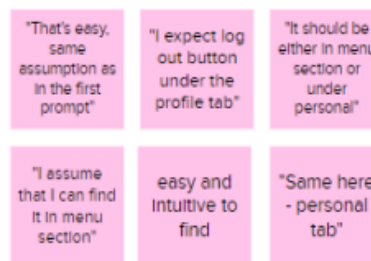 "That's easy,
same
assumption as
in the first
prompt"
"I expect log
out button
under the
profile tab"
"It should be
either in menu
section or
under
personal"
"I assume
that I can find
it in menu
section"
easy and
intuitive to
find
"Same here
- personal
tab"